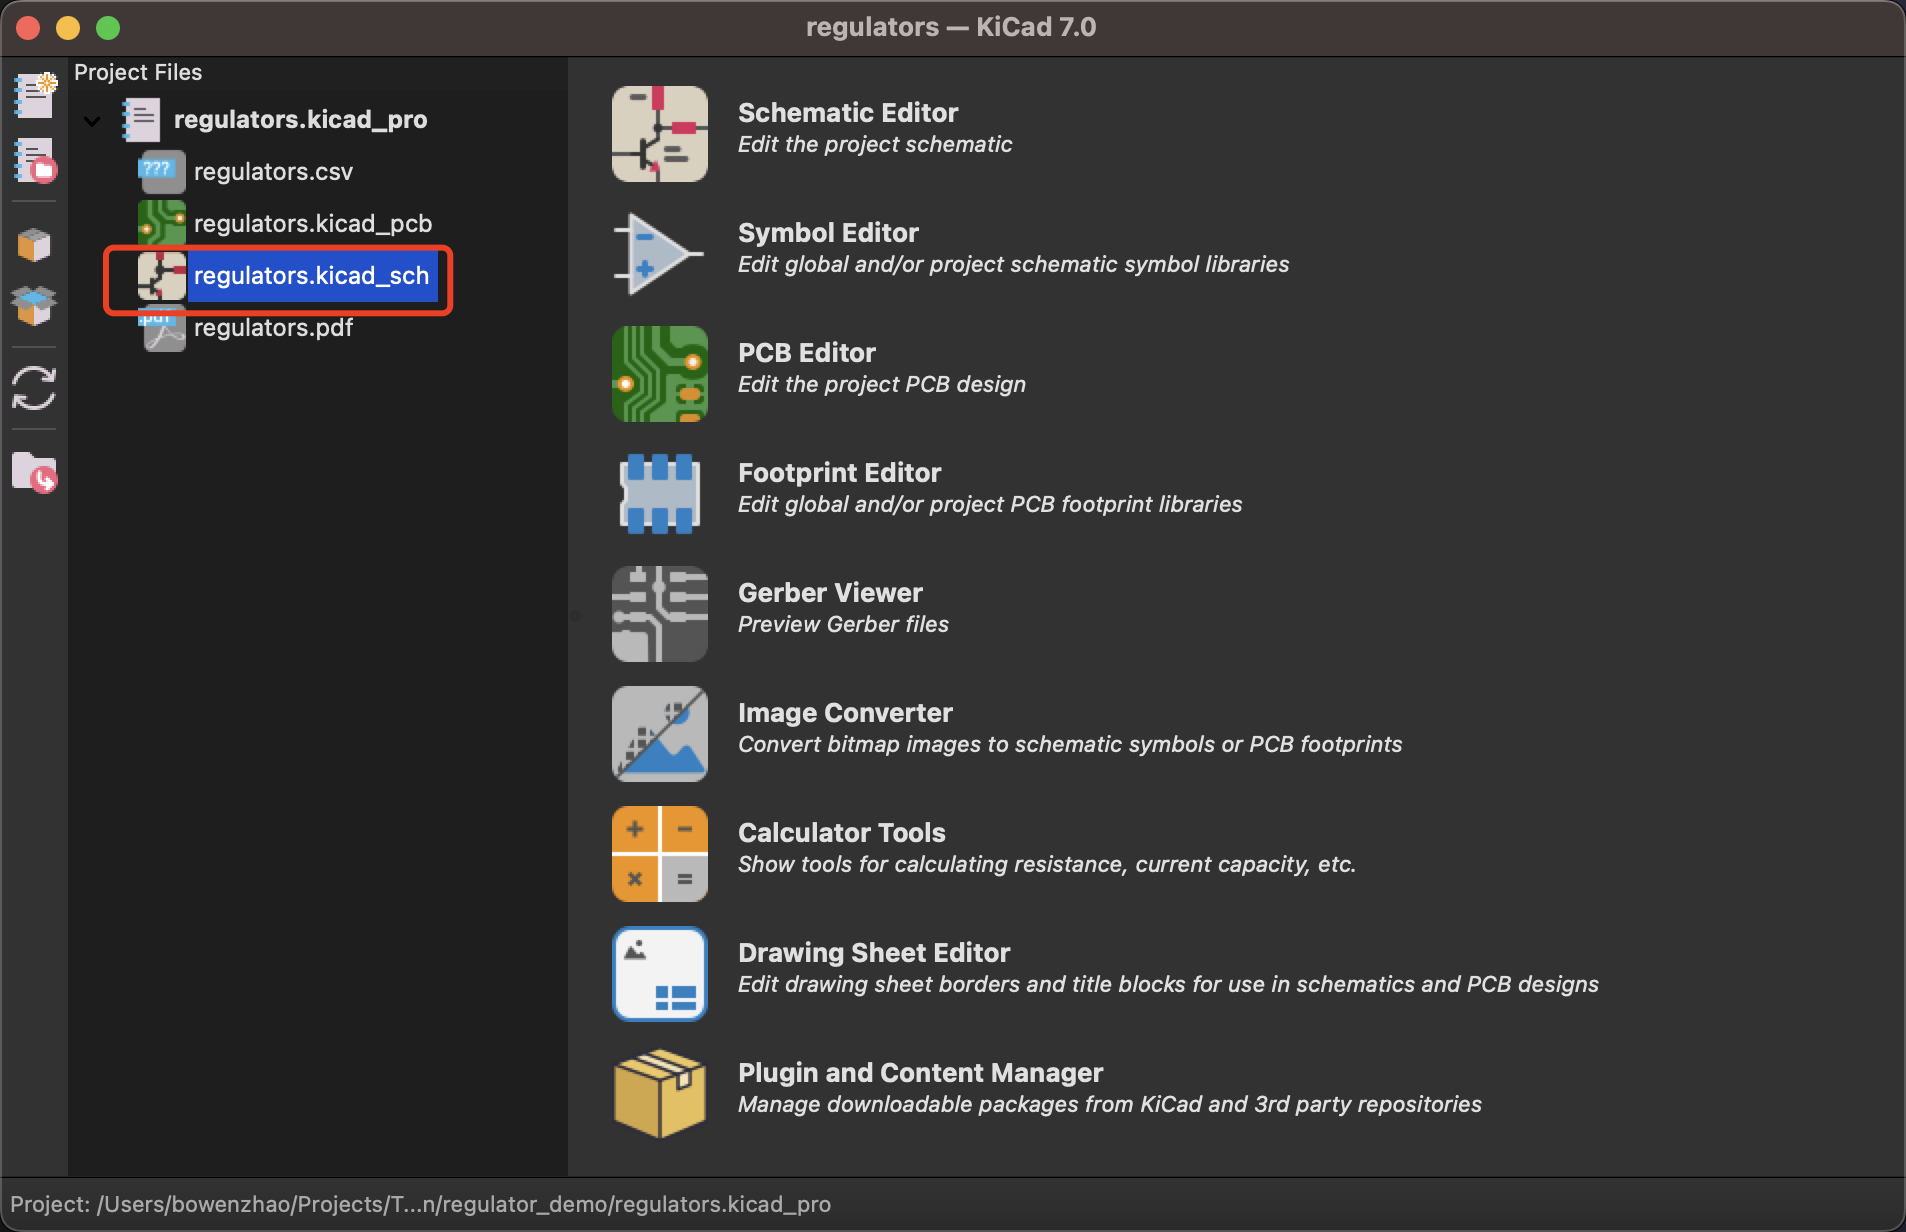 regulators — KiCad 7.0
Project Files
regulators.kicad_pro
???
regulators.csv
regulators.kicad_pcb
regulators.kicad_sch
.pdf
regulators.pdf
Schematic Editor
Edit the project schematic
Symbol Editor
Edit global and/or project schematic symbol libraries
PCB Editor
Edit the project PCB design
Footprint Editor
Edit global and/or project PCB footprint libraries
Gerber Viewer
Preview Gerber files
Image Converter
Convert bitmap images to schematic symbols or PCB footprints
Calculator Tools
Show tools for calculating resistance, current capacity, etc.
Drawing Sheet Editor
Edit drawing sheet borders and title blocks for use in schematics and PCB designs
Plugin and Content Manager
Manage downloadable packages from KiCad and 3rd party repositories
Project: /Users/bowenzhao/Projects/T...n/regulator_demo/regulators.kicad_pro